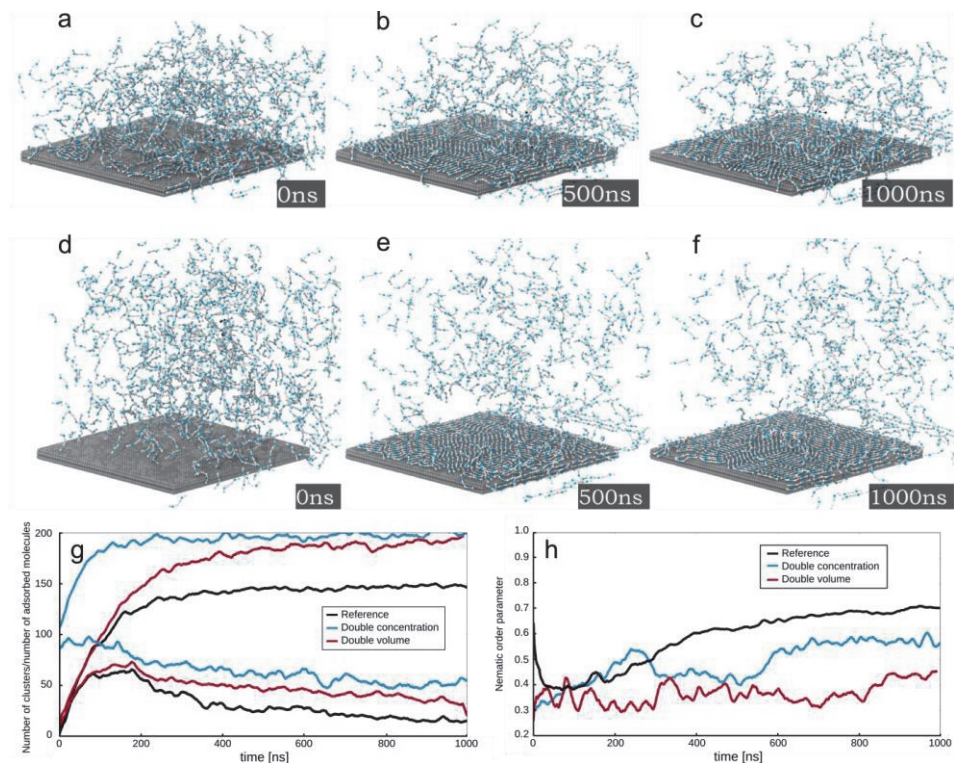 a
b
c
0ns
500ns
1000ns
d
e
f
0ns
500ns
1000ns
g
Number of clusters/number of adsorbed molecules
200
150
100
50
0
Reference
Double concentration
Double volume
0
200
400
600
800
1000
time [ns]
h
Nematic order parameter
1.0
0.9
0.8
0.7
0.6
0.5
0.4
0.3
0.2
Reference
Double concentration
Double volume
0
200
400
600
800
1000
time [ns]